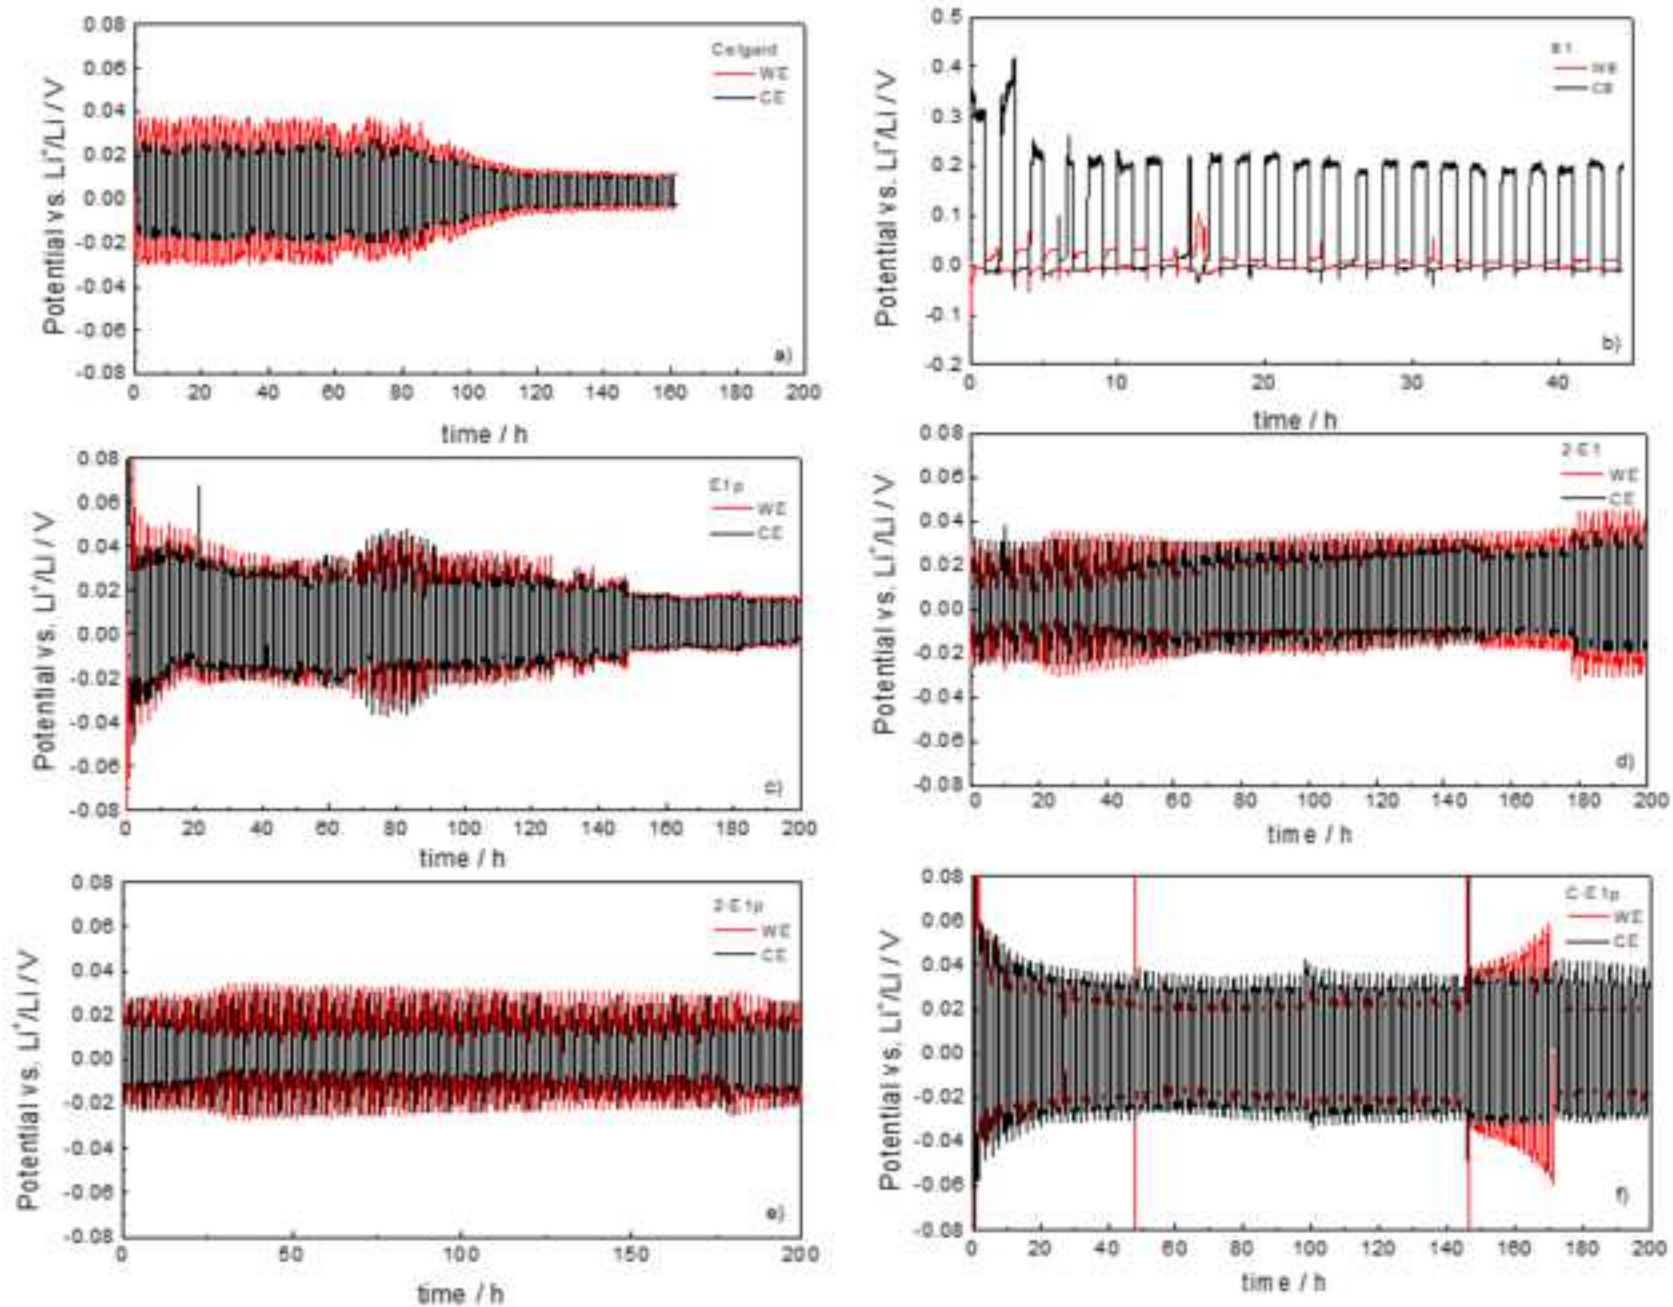 0.08
0.06
0.04
0.02
0.00
-0.02
-0.04
-0.06
-0.08
Potential vs. Li+/Li / V
Celgard
WE
CE
a)
0 20 40 60 80 100 120 140 160 180 200
time / h
0.5
0.4
0.3
0.2
0.1
0.0
-0.1
-0.2
Potential vs. Li+/Li / V
b)
0 10 20 30 40
time / h
0.08
0.06
0.04
0.02
0.00
-0.02
-0.04
-0.06
-0.08
Potential vs. Li+/Li / V
E1p
WE
CE
c)
0 20 40 60 80 100 120 140 160 180 200
time / h
0.08
0.06
0.04
0.02
0.00
-0.02
-0.04
-0.06
-0.08
Potential vs. Li+/Li / V
2-E1
WE
CE
d)
0 20 40 60 80 100 120 140 160 180 200
time / h
0.08
0.06
0.04
0.02
0.00
-0.02
-0.04
-0.06
-0.08
Potential vs. Li+/Li / V
2-E1p
WE
CE
e)
0 50 100 150 200
time / h
0.08
0.06
0.04
0.02
0.00
-0.02
-0.04
-0.06
-0.08
Potential vs. Li+/Li / V
C-E1p
WE
CE
f)
0 20 40 60 80 100 120 140 160 180 200
time / h